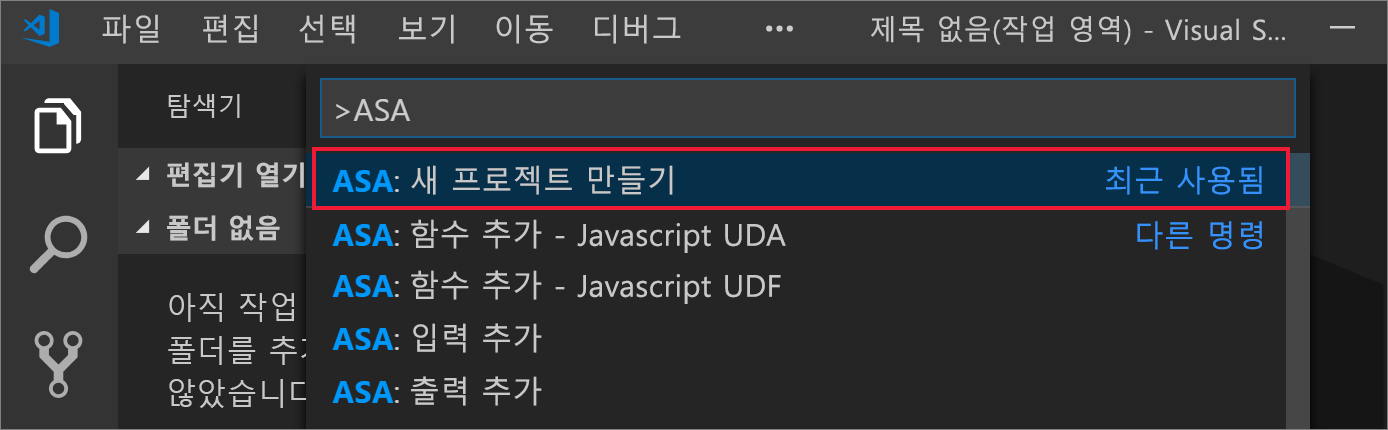 파일 편집 선택 보기 이동 디버그 ··· 제목 없음(작업 영역) - Visual S...
탐색기
>ASA
편집기 열기
폴더 없음
아직 작업
폴더를 추
않았습니
ASA: 새 프로젝트 만들기 최근 사용됨
ASA: 함수 추가 - Javascript UDA 다른 명령
ASA: 함수 추가 - Javascript UDF
ASA: 입력 추가
ASA: 출력 추가